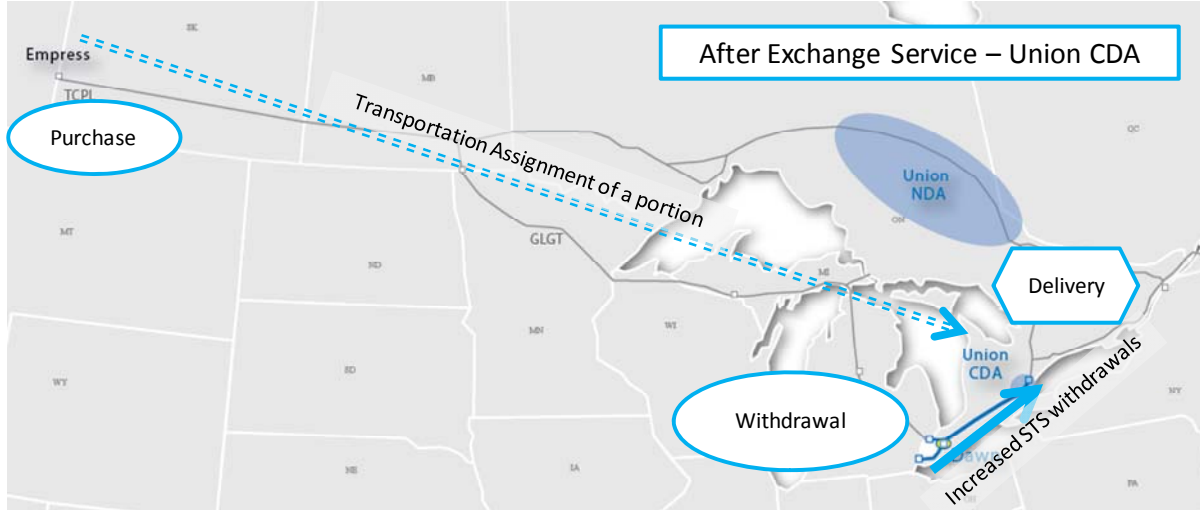 After Exchange Service – Union CDA
SK
Empress
MB
TCPL
Purchase
Transportation Assignment of a portion
QC
Union
NDA
ON
MT
GLGT
ND
MI
Delivery
MN
WI
Union
CDA
SD
WY
NY
Withdrawal
Increased STS withdrawals
NE
IA
PA